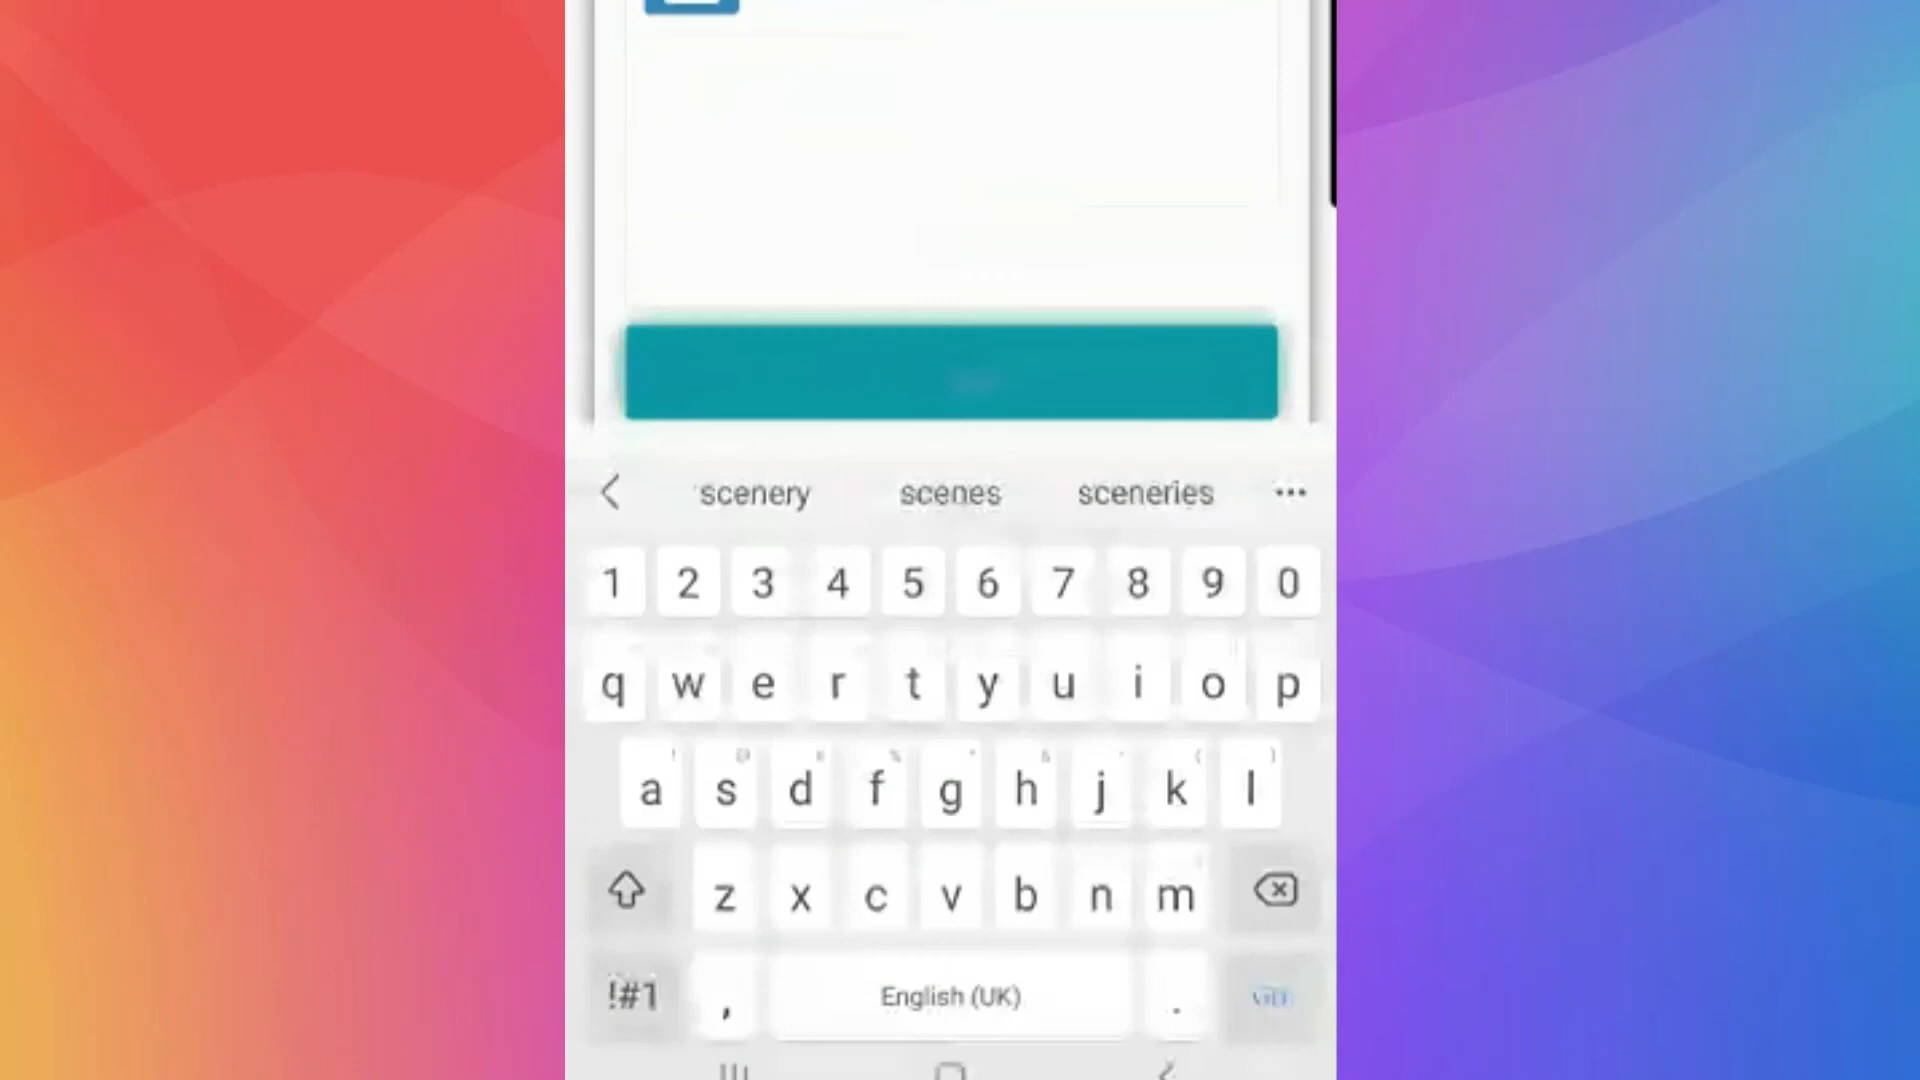 scenery scenes sceneries ...
1 2 3 4 5 6 7 8 9 0
q w e r t y u i o p
a s d f g h j k l
z x c v b n m
!#1 , English (UK) .